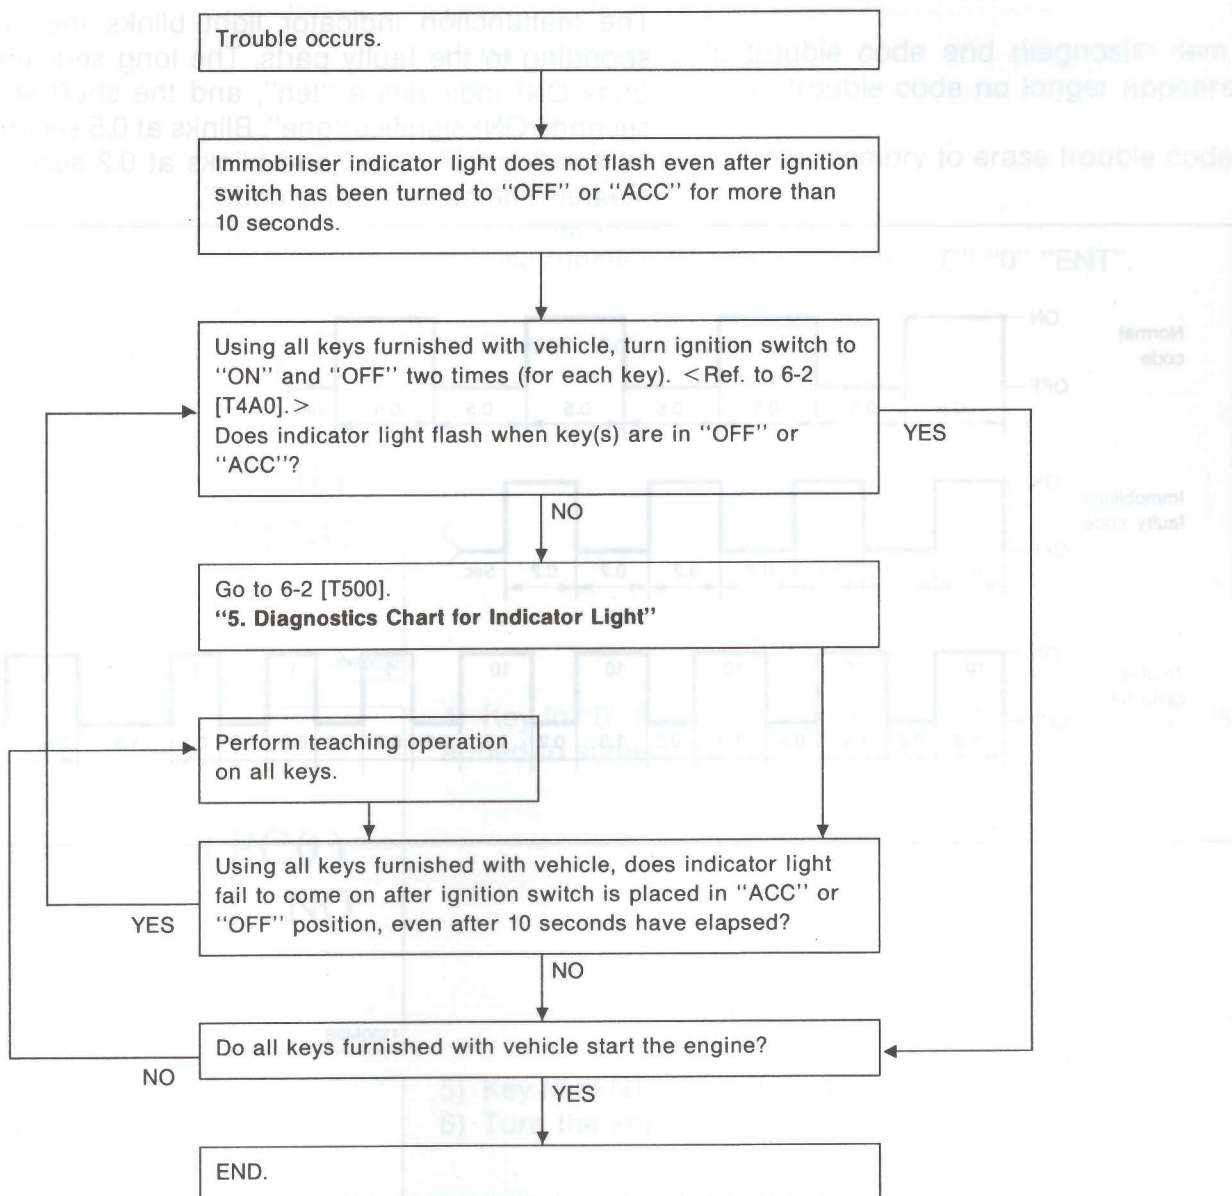 Trouble occurs.
Immobilizer indicator light does not flash even after ignition
switch has been turned to "OFF" or "ACC" for more than
10 seconds.
Using all keys furnished with vehicle, turn ignition switch to
"ON" and "OFF" two times (for each key). <Ref. to 6-2
[T4A0].>
Does indicator light flash when key(s) are in "OFF" or
"ACC"?
YES
NO
Go to 6-2 [T500].
"5. Diagnostics Chart for Indicator Light"
Perform teaching operation
on all keys.
Using all keys furnished with vehicle, does indicator light
fail to come on after ignition switch is placed in "ACC" or
"OFF" position, even after 10 seconds have elapsed?
YES
NO
Do all keys furnished with vehicle start the engine?
NO
YES
END.